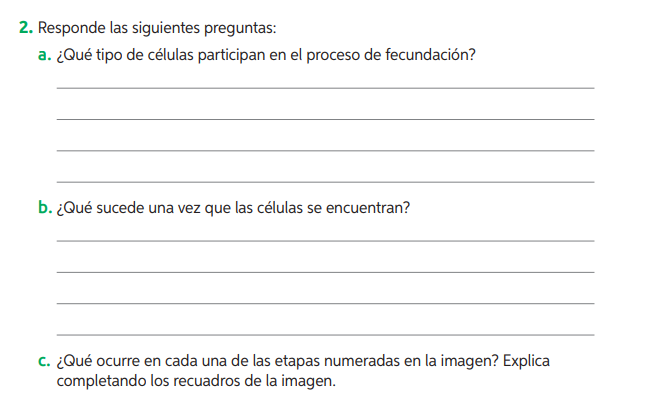 2. Responde las siguientes preguntas:
a. ¿Qué tipo de células participan en el proceso de fecundación?
b. ¿Qué sucede una vez que las células se encuentran?
c. ¿Qué ocurre en cada una de las etapas numeradas en la imagen? Explica
completando los recuadros de la imagen.